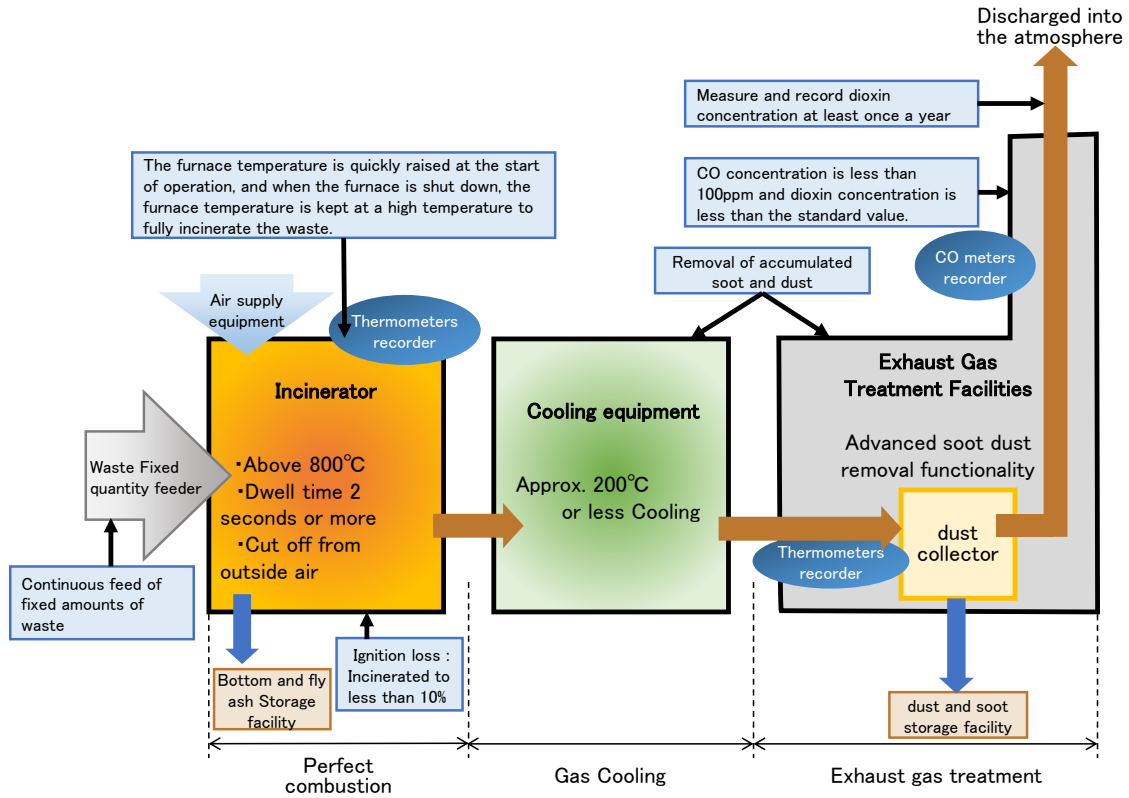 Discharged into
the atmosphere
Measure and record dioxin
concentration at least once a year
The furnace temperature is quickly raised at the start
of operation, and when the furnace is shut down, the
furnace temperature is kept at a high temperature to
fully incinerate the waste.
CO concentration is less than
100ppm and dioxin concentration is
less than the standard value.
CO meters
recorder
Removal of accumulated
soot and dust
Air supply
equipment
Thermometers
recorder
Incinerator
・Above 800℃
・Dwell time 2
seconds or more
・Cut off from
outside air
Waste Fixed
quantity feeder
Continuous feed of
fixed amounts of
waste
Cooling equipment
Approx. 200℃
or less Cooling
Exhaust Gas
Treatment Facilities
Advanced soot dust
removal functionality
dust
collector
Thermometers
recorder
Bottom and fly
ash Storage
facility
Ignition loss :
Incinerated to
less than 10%
dust and soot
storage facility
Perfect
combustion
Gas Cooling
Exhaust gas treatment